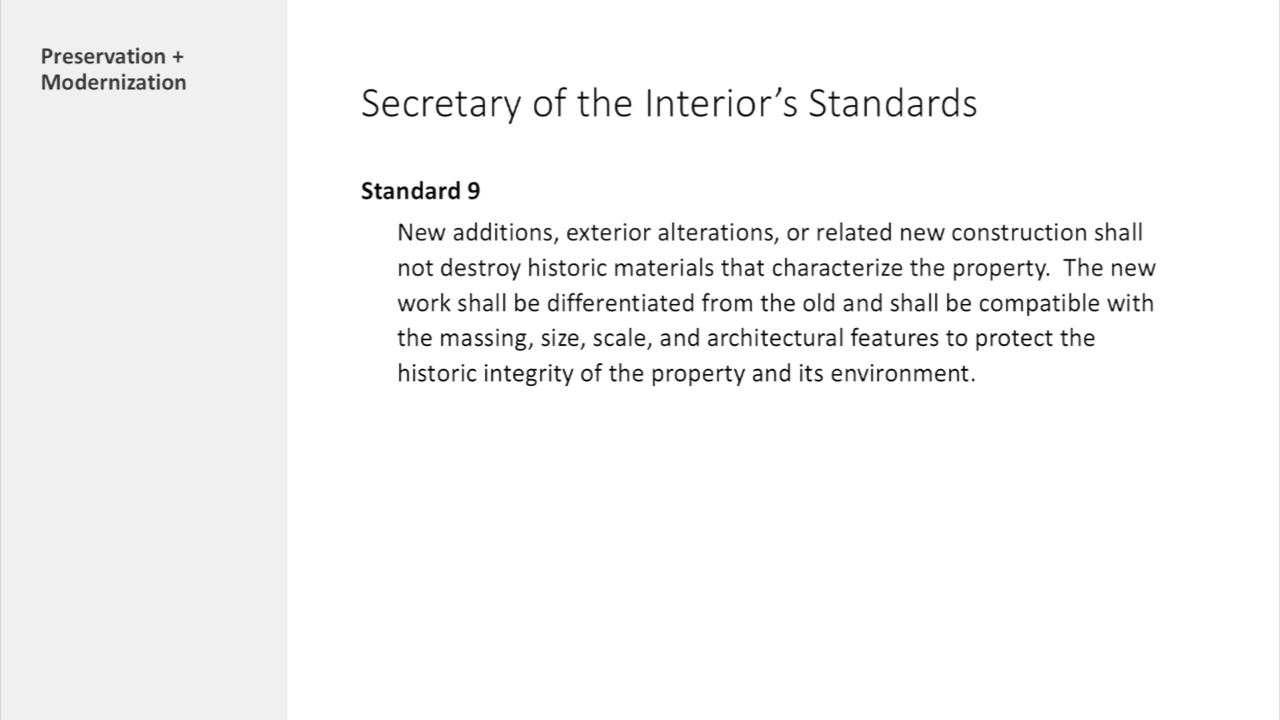 Preservation +
Modernization
Secretary of the Interior’s Standards
Standard 9
New additions, exterior alterations, or related new construction shall
not destroy historic materials that characterize the property.  The new
work shall be differentiated from the old and shall be compatible with
the massing, size, scale, and architectural features to protect the
historic integrity of the property and its environment.